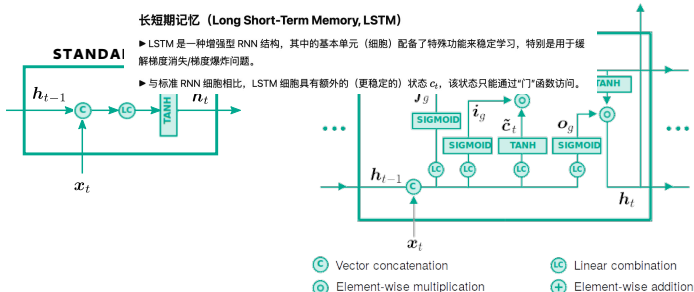 长短期记忆（Long Short-Term Memory, LSTM）
▶ LSTM 是一种增强型 RNN 结构，其中的基本单元（细胞）配备了特殊功能来稳定学习，特别是用于缓
解梯度消失/梯度爆炸问题。
▶ 与标准 RNN 细胞相比，LSTM 细胞具有额外的（更稳定的）状态 c_t，该状态只能通过“门”函数访问。
STANDA
h_{t-1}
C
LC
TANH
x_t
g
SIGMOID
i_g
SIGMOID
c̃_t
TANH
o_g
SIGMOID
TANH
LC
LC
LC
LC
h_{t-1}
C
x_t
h_t
C Vector concatenation
LC Linear combination
Element-wise multiplication
+ Element-wise addition